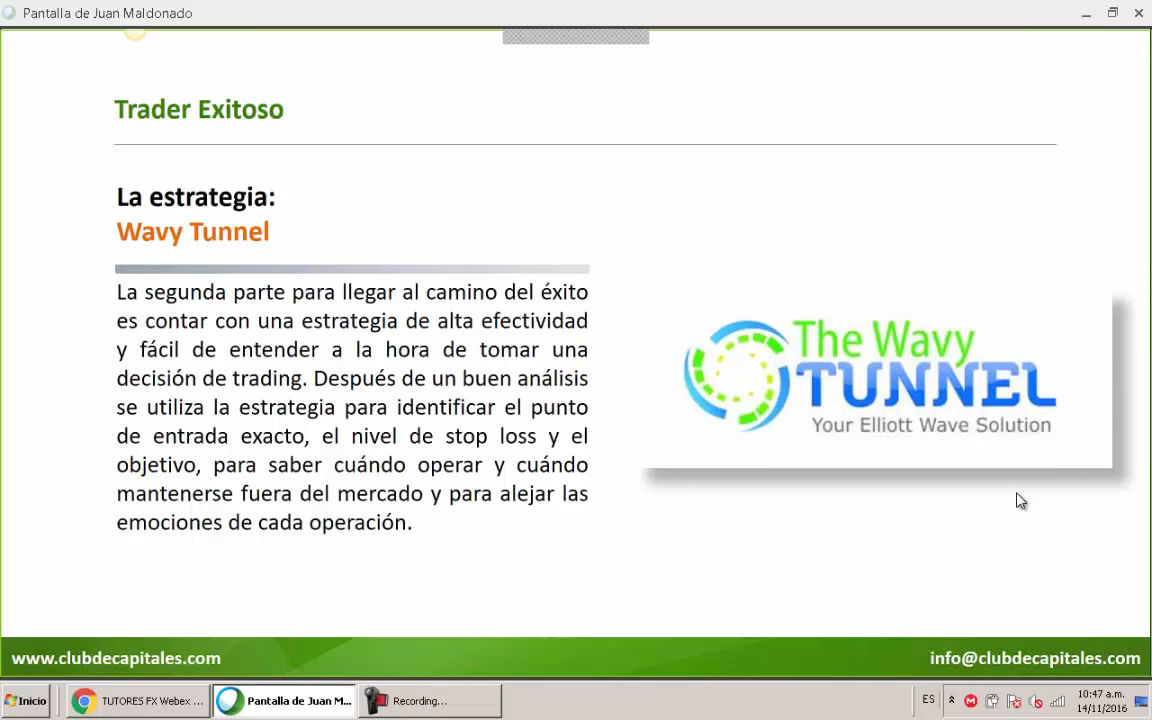 Pantalla de Juan Maldonado
Trader Exitoso
La estrategia:
Wavy Tunnel
La segunda parte para llegar al camino del éxito
es contar con una estrategia de alta efectividad
y fácil de entender a la hora de tomar una
decisión de trading. Después de un buen análisis
se utiliza la estrategia para identificar el punto
de entrada exacto, el nivel de stop loss y el
objetivo, para saber cuándo operar y cuándo
mantenerse fuera del mercado y para alejar las
emociones de cada operación.
The Wavy
TUNNEL
Your Elliott Wave Solution
www.clubdecapitales.com
info@clubdecapitales.com
Inicio
TUTORES FX Webex ...
Pantalla de Juan M...
Recording...
ES
10:47 a.m.
14/11/2016